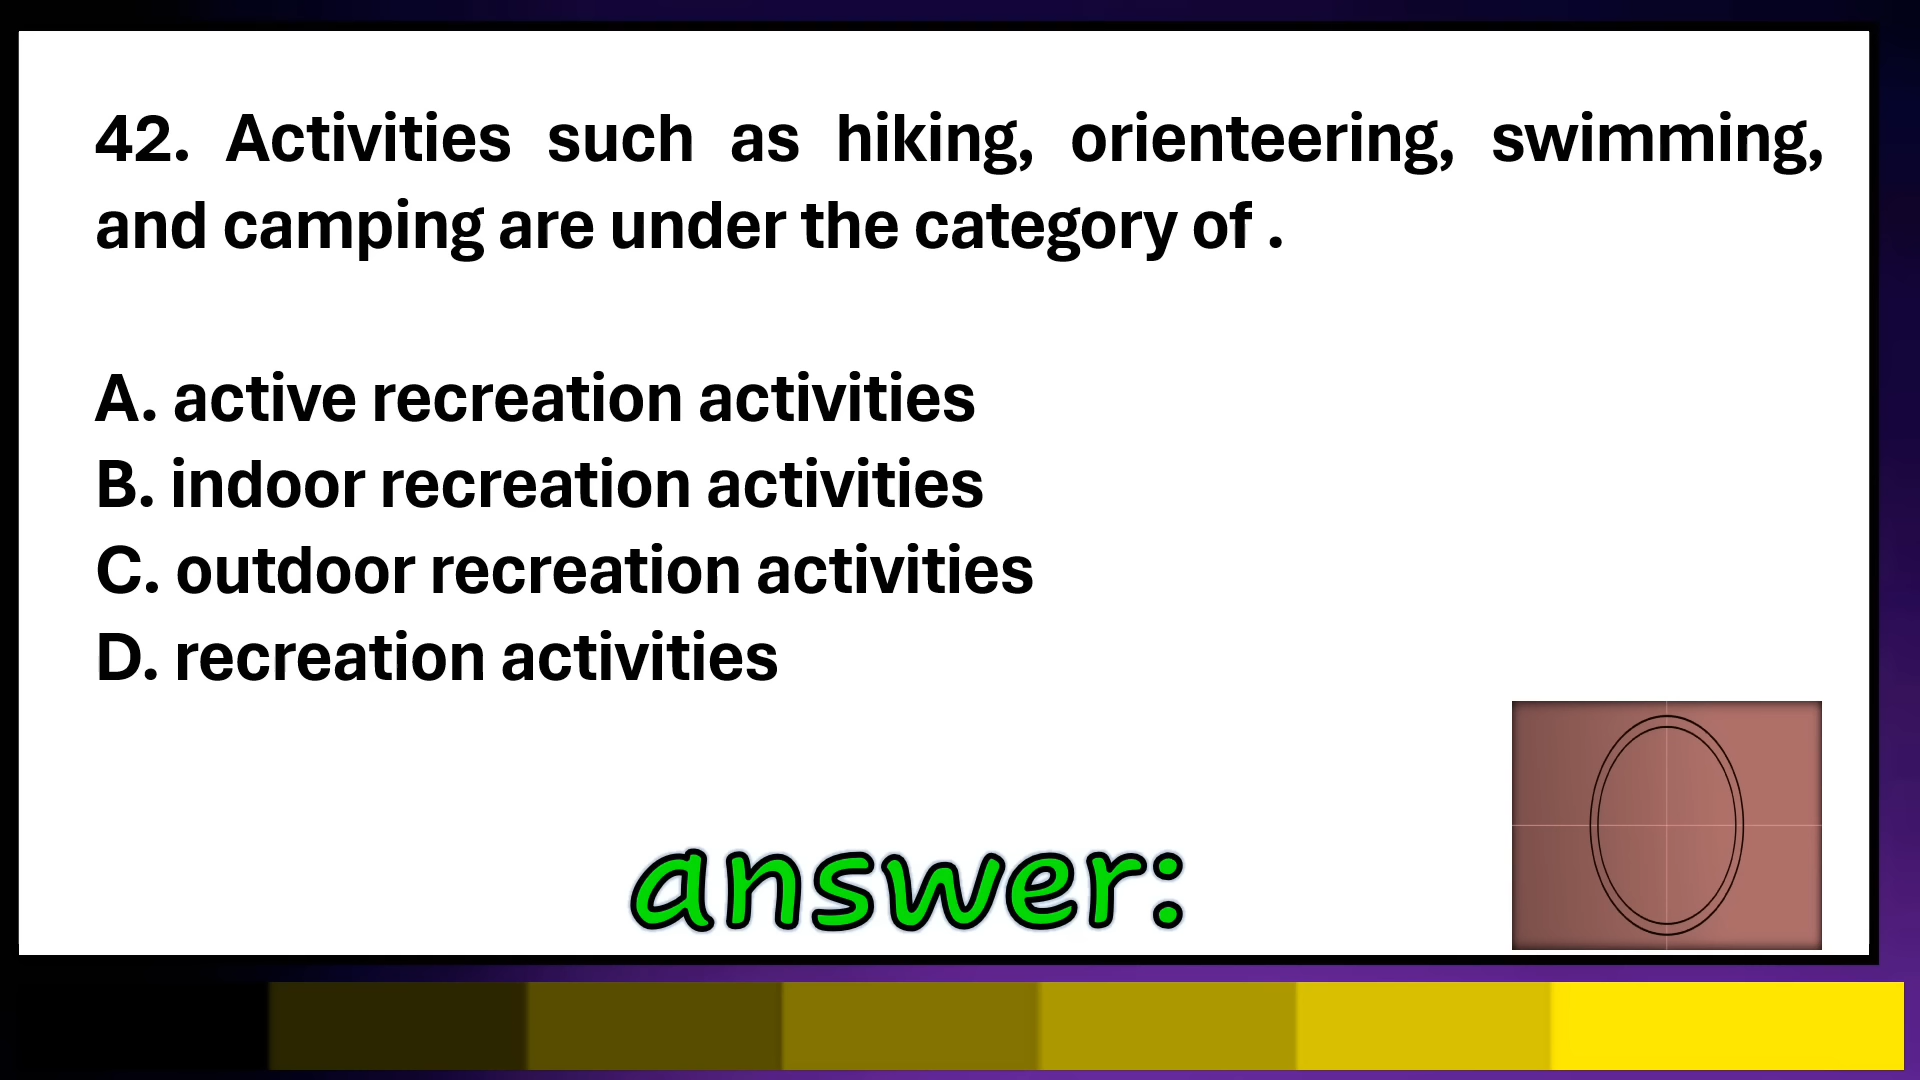 42. Activities such as hiking, orienteering, swimming,
and camping are under the category of .
A. active recreation activities
B. indoor recreation activities
C. outdoor recreation activities
D. recreation activities
answer: